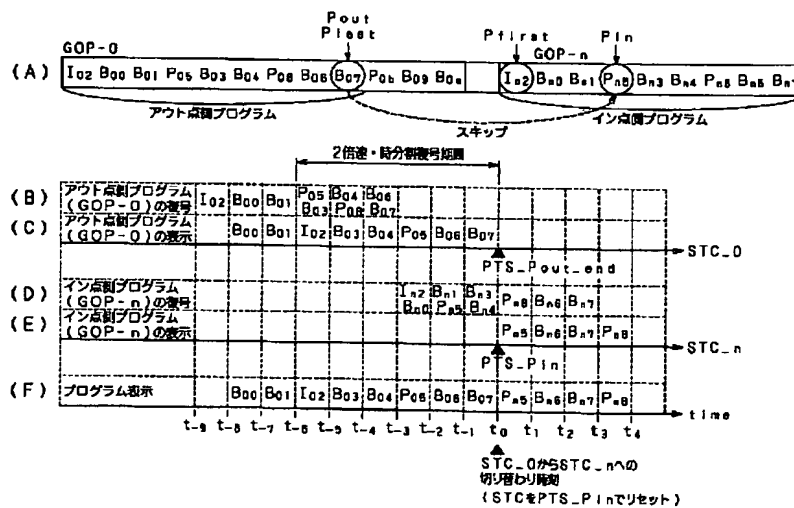 Pout
Plast
Pfirst
Pin
GOP-0
GOP-n
(A)
I02 B00 B01 P05 B03 B04 P08 B06 B07 P0b B09 B0a
In2 Bn0 Bn1 Pn5 Bn3 Bn4 Pn8 Bn6 Bn7
アウト点側プログラム
スキップ
イン点側プログラム
2倍速・時分割復号期間
(B)
アウト点側プログラム
(GOP-0)の復号
I02 B00 B01 P05 B04 B06
B03 P08 B07
(C)
アウト点側プログラム
(GOP-0)の表示
B00 B01 I02 B03 B04 P05 B06 B07
STC_0
PTS_Pout_end
(D)
イン点側プログラム
(GOP-n)の復号
In2 Bn1 Bn3
Bn0 Pn5 Bn4
Pn8 Bn6 Bn7
(E)
イン点側プログラム
(GOP-n)の表示
Pn5 Bn6 Bn7 Pn8
STC_n
PTS_Pin
(F)
プログラム表示
B00 B01 I02 B03 B04 P05 B06 B07 Pn5 Bn6 Bn7 Pn8
time
t-9 t-8 t-7 t-6 t-5 t-4 t-3 t-2 t-1 t0 t1 t2 t3 t4
STC_0からSTC_nへの
切り替わり時刻
(STCをPTS_Pinでリセット)